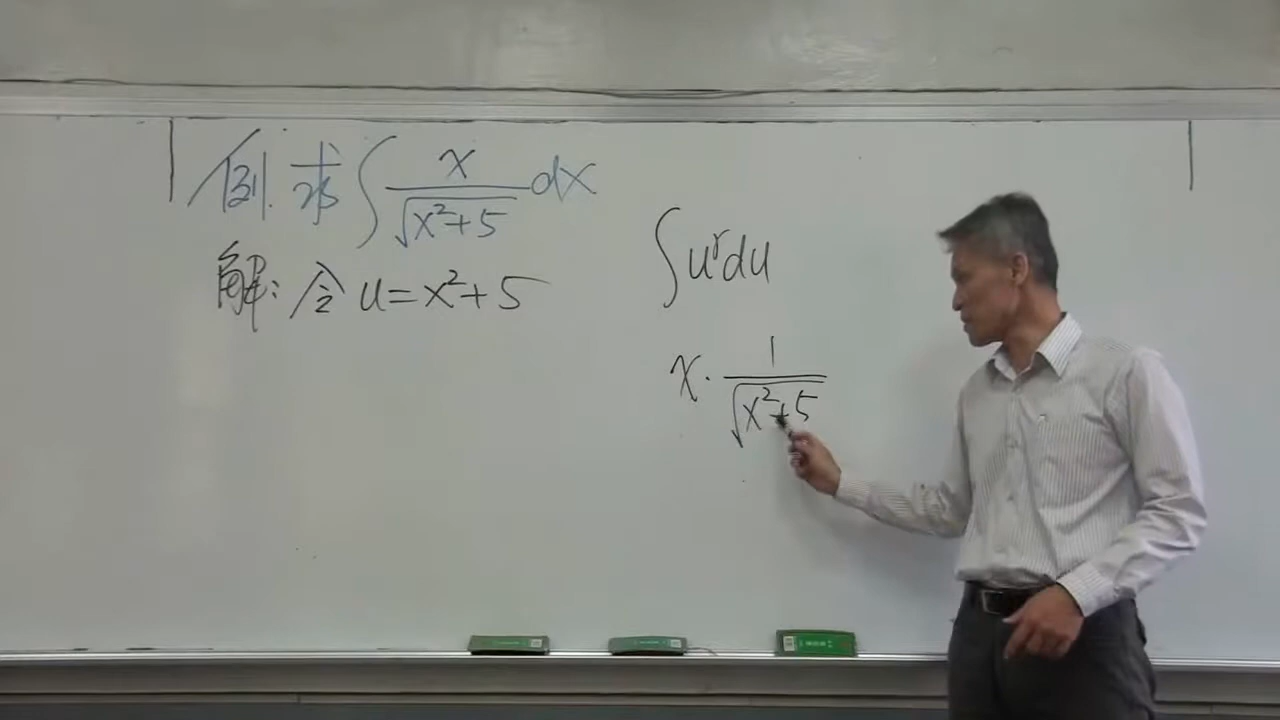 例. 求 ∫ x/√(x²+5) dx
解: 令 u = x²+5
∫ uʳ du
x · 1/√(x²+5)